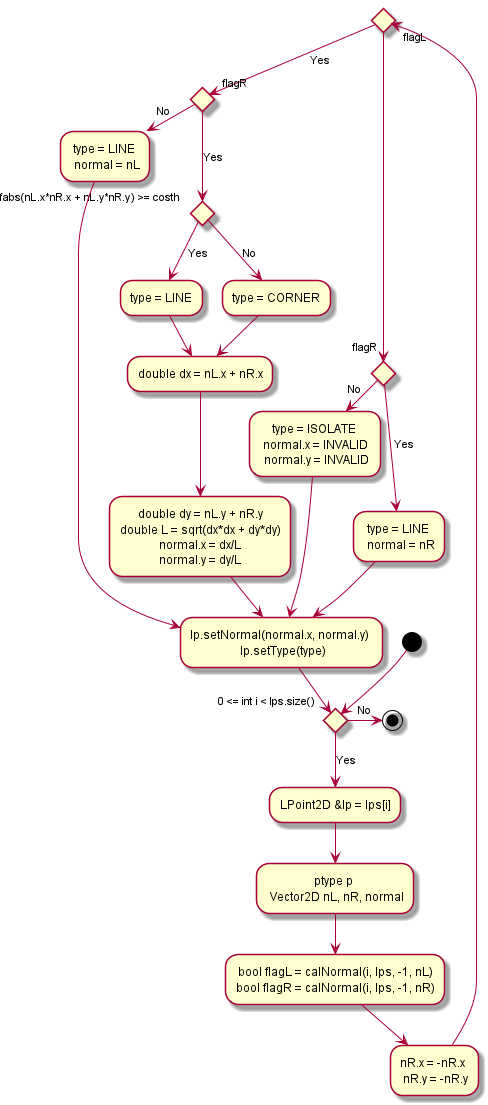 flagL
Yes
flagR
No
type = LINE
normal = nL
Yes
fabs(nL.x*nR.x + nL.y*nR.y) >= costh
Yes
No
type = LINE
type = CORNER
flagR
double dx = nL.x + nR.x
No
type = ISOLATE
normal.x = INVALID
normal.y = INVALID
Yes
double dy = nL.y + nR.y
double L = sqrt(dx*dx + dy*dy)
normal.x = dx/L
normal.y = dy/L
type = LINE
normal = nR
lp.setNormal(normal.x, normal.y)
lp.setType(type)
0 <= int i < lps.size()
No
Yes
LPoint2D &lp = lps[i]
ptype p
Vector2D nL, nR, normal
bool flagL = calNormal(i, lps, -1, nL)
bool flagR = calNormal(i, lps, -1, nR)
nR.x = -nR.x
nR.y = -nR.y